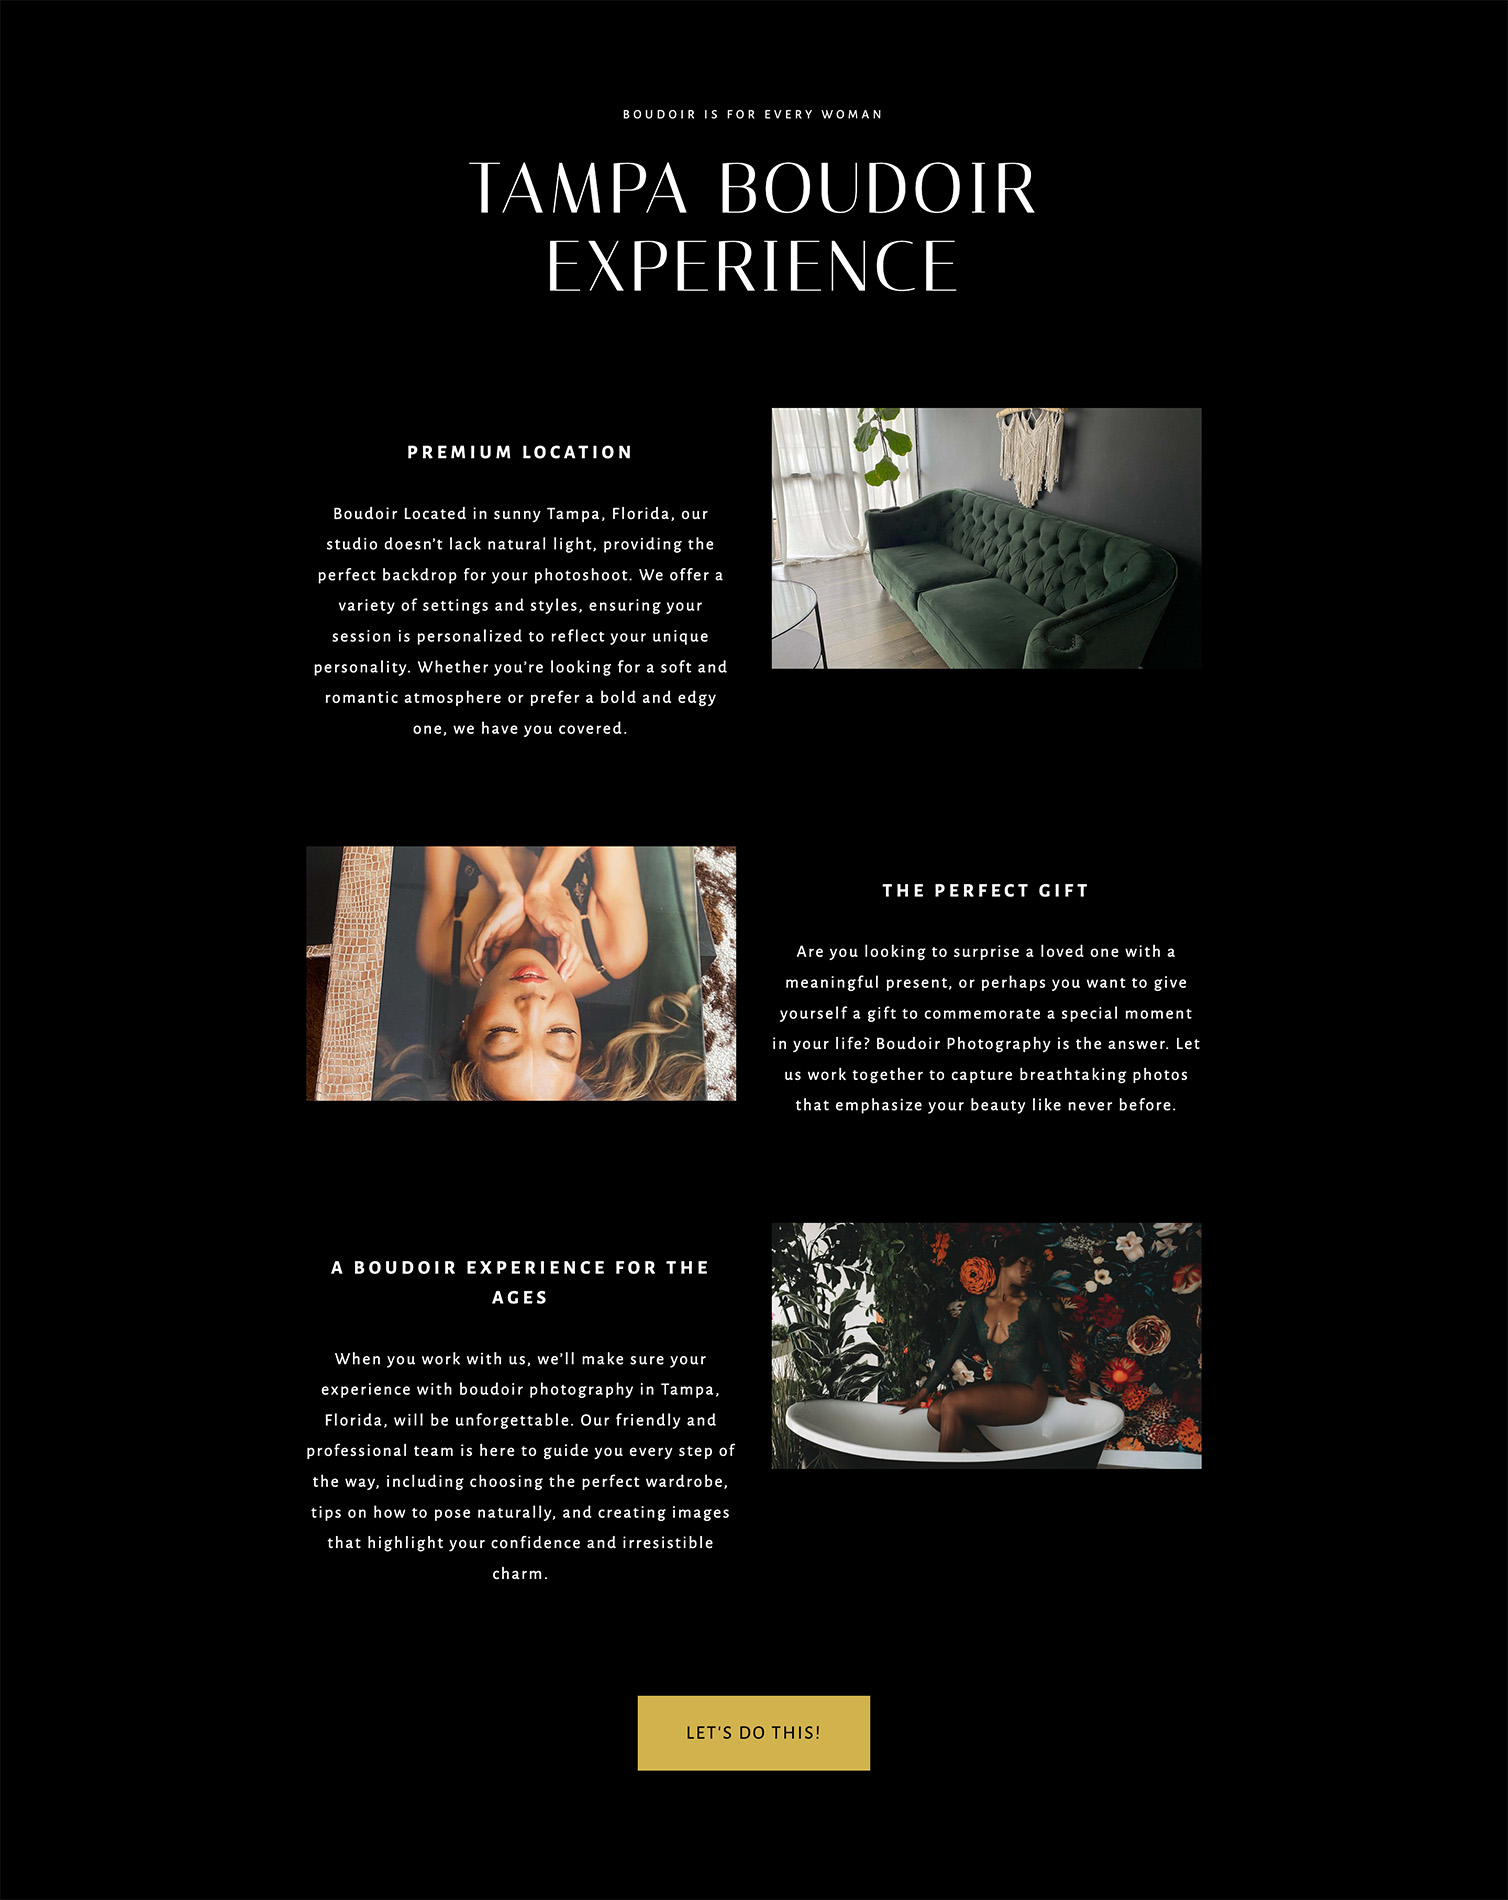 BOUDOIR IS FOR EVERY WOMAN
TAMPA BOUDOIR
EXPERIENCE
PREMIUM LOCATION
Boudoir Located in sunny Tampa, Florida, our
studio doesn’t lack natural light, providing the
perfect backdrop for your photoshoot. We offer a
variety of settings and styles, ensuring your
session is personalized to reflect your unique
personality. Whether you’re looking for a soft and
romantic atmosphere or prefer a bold and edgy
one, we have you covered.
THE PERFECT GIFT
Are you looking to surprise a loved one with a
meaningful present, or perhaps you want to give
yourself a gift to commemorate a special moment
in your life? Boudoir Photography is the answer. Let
us work together to capture breathtaking photos
that emphasize your beauty like never before.
A BOUDOIR EXPERIENCE FOR THE
AGES
When you work with us, we’ll make sure your
experience with boudoir photography in Tampa,
Florida, will be unforgettable. Our friendly and
professional team is here to guide you every step of
the way, including choosing the perfect wardrobe,
tips on how to pose naturally, and creating images
that highlight your confidence and irresistible
charm.
LET'S DO THIS!